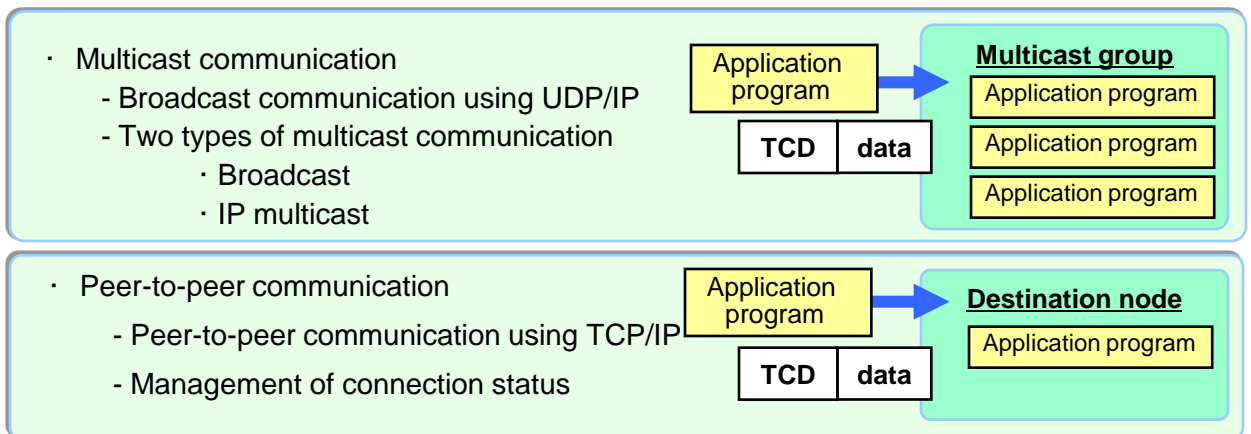 · Multicast communication
- Broadcast communication using UDP/IP
- Two types of multicast communication
· Broadcast
· IP multicast
Application
program
TCD data
Multicast group
Application program
Application program
Application program
· Peer-to-peer communication
- Peer-to-peer communication using TCP/IP
- Management of connection status
Application
program
TCD data
Destination node
Application program